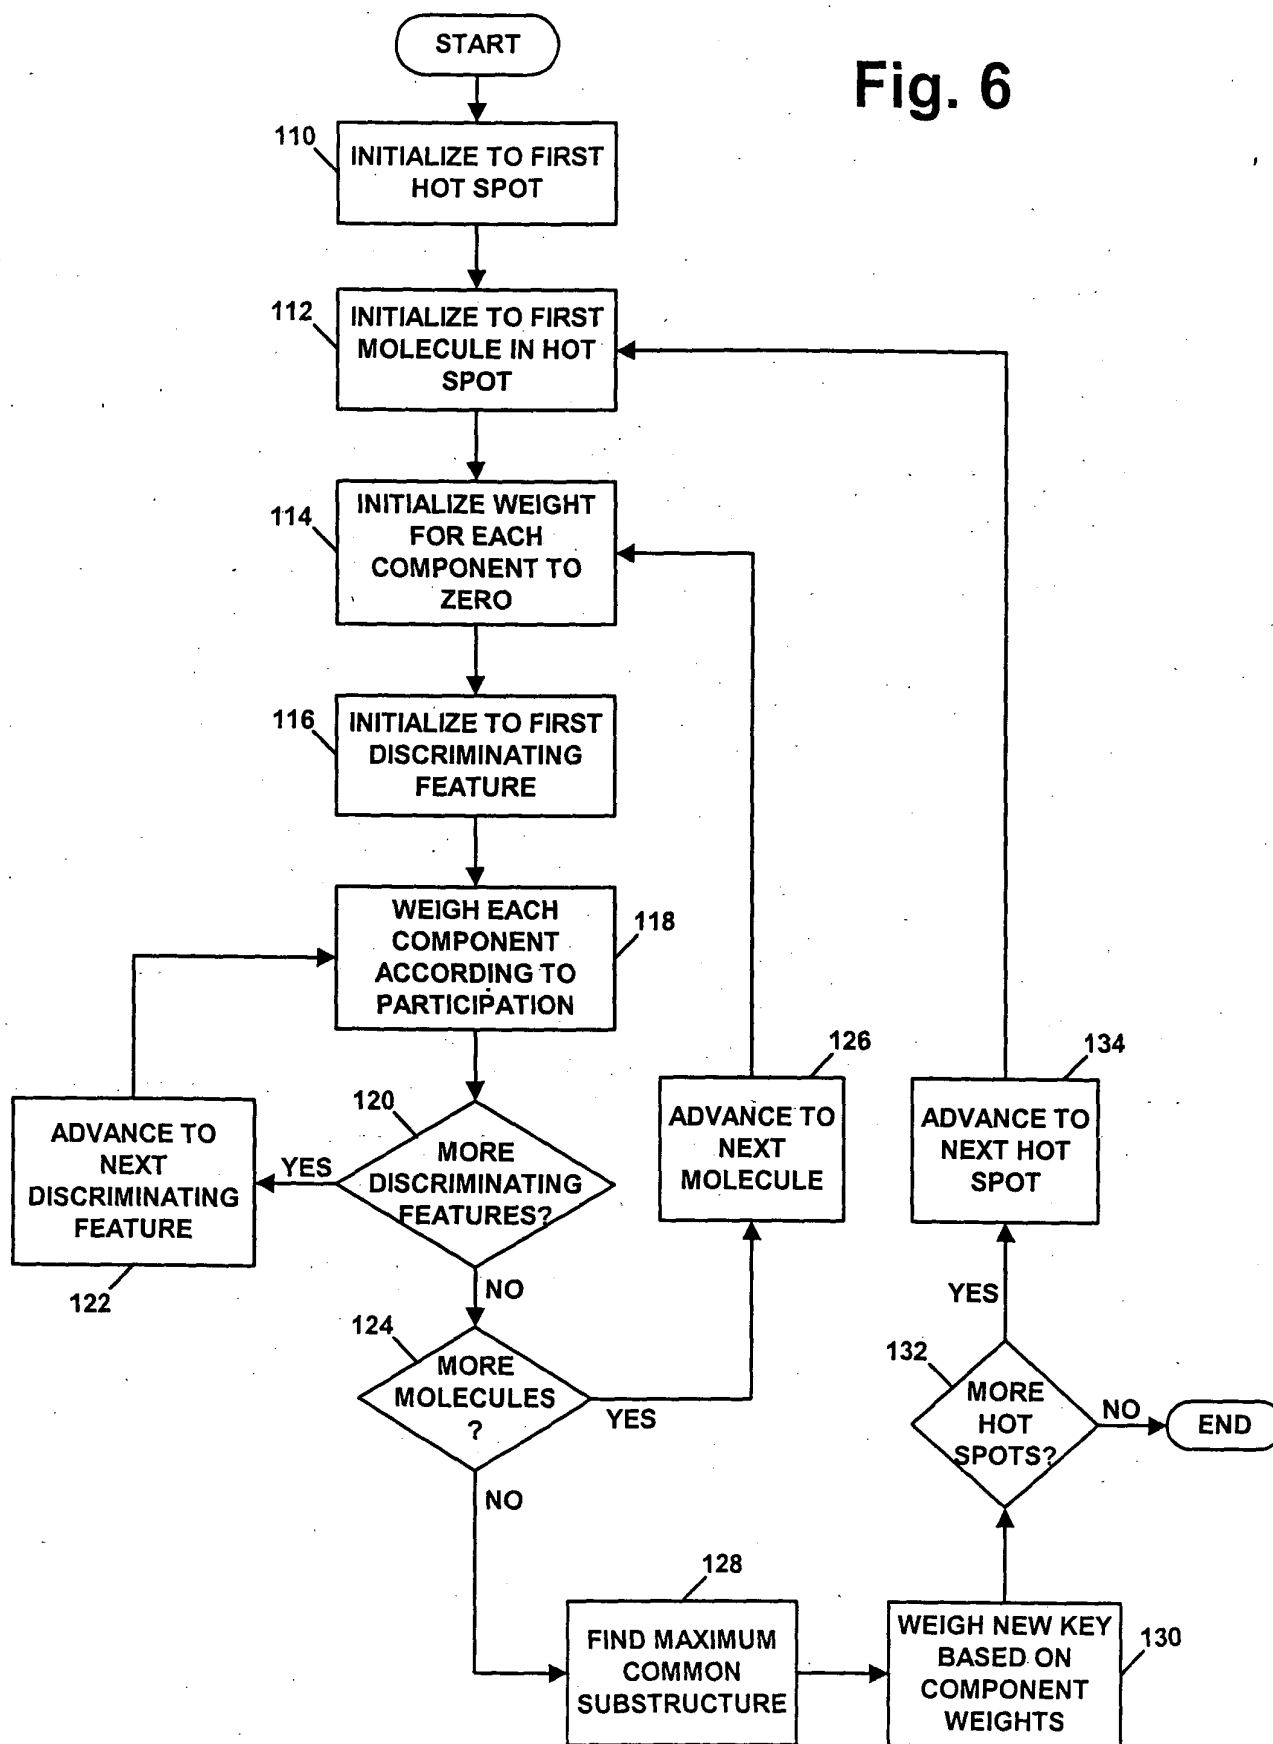 START
Fig. 6
110
INITIALIZE TO FIRST
HOT SPOT
112
INITIALIZE TO FIRST
MOLECULE IN HOT
SPOT
114
INITIALIZE WEIGHT
FOR EACH
COMPONENT TO
ZERO
116
INITIALIZE TO FIRST
DISCRIMINATING
FEATURE
WEIGH EACH
COMPONENT
ACCORDING TO
PARTICIPATION
118
120
MORE
DISCRIMINATING
FEATURES?
YES
ADVANCE TO
NEXT
DISCRIMINATING
FEATURE
122
NO
124
MORE
MOLECULES
?
YES
126
ADVANCE TO
NEXT
MOLECULE
134
ADVANCE TO
NEXT HOT
SPOT
YES
132
MORE
HOT
SPOTS?
NO
END
NO
128
FIND MAXIMUM
COMMON
SUBSTRUCTURE
WEIGH NEW KEY
BASED ON
COMPONENT
WEIGHTS
130